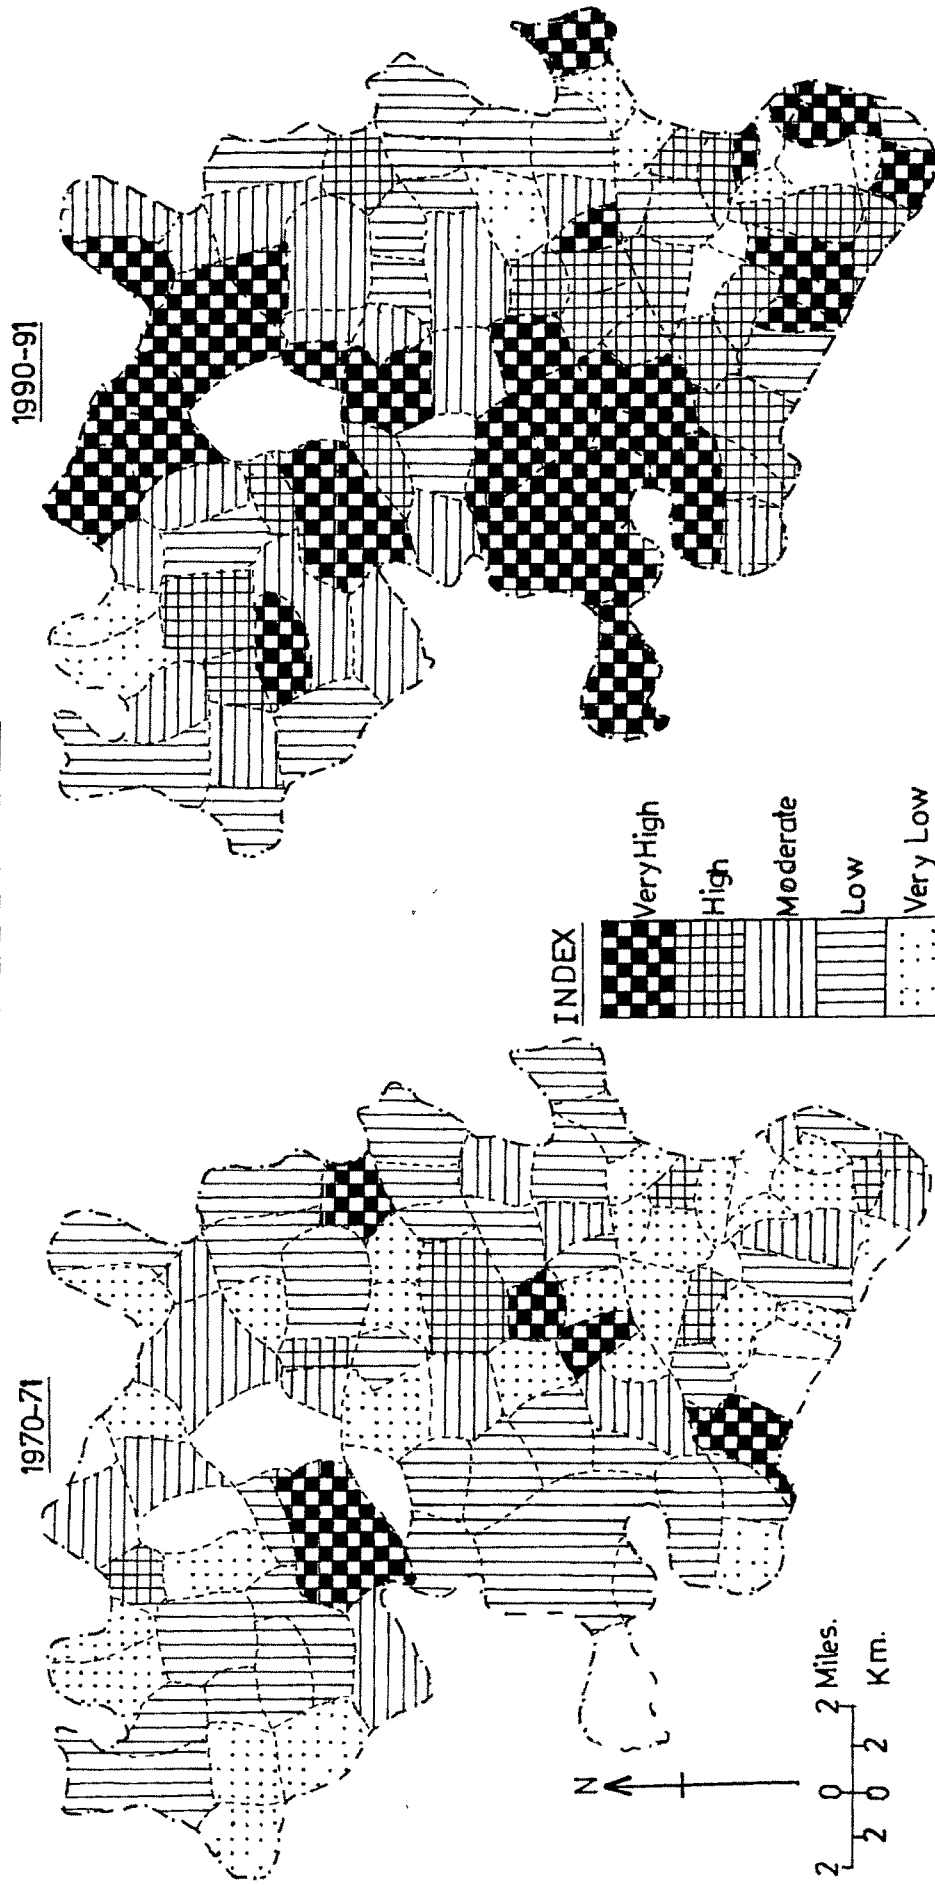 1970-71
1990-91
INDEX
Very High
High
Moderate
Low
Very Low
N
2 0 2 Miles.
2 0 2 Km.